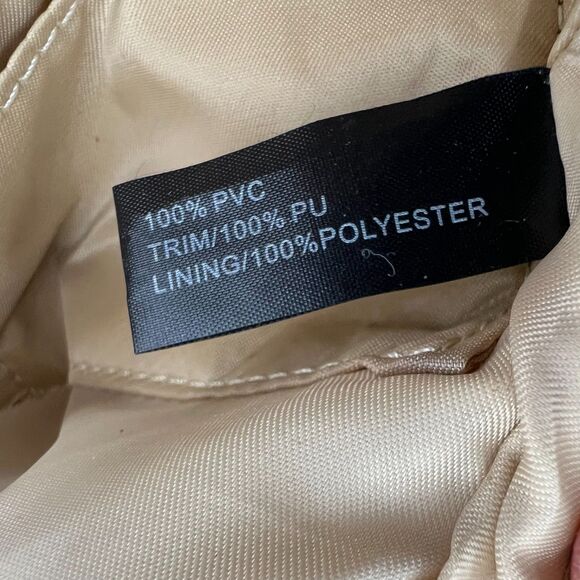 100% PVC
TRIM/100% PU
LINING/100%POLYESTER